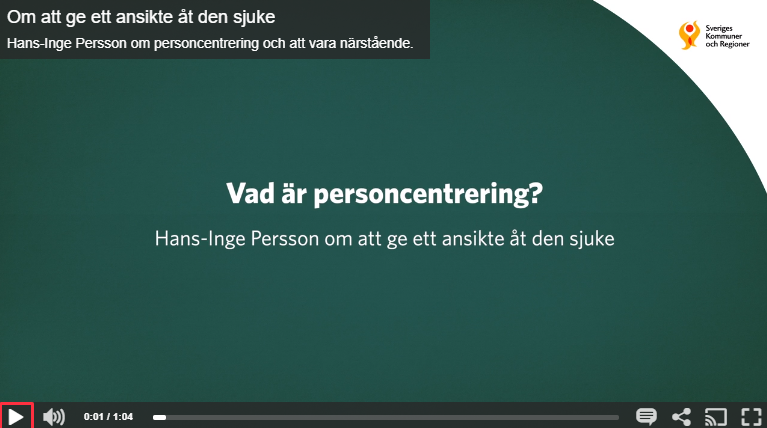 Om att ge ett ansikte åt den sjuke
Hans-Inge Persson om personcentrering och att vara närstående.
Sveriges
Kommuner
och Regioner
Vad är personcentrering?
Hans-Inge Persson om att ge ett ansikte åt den sjuke
0:01 / 1:04